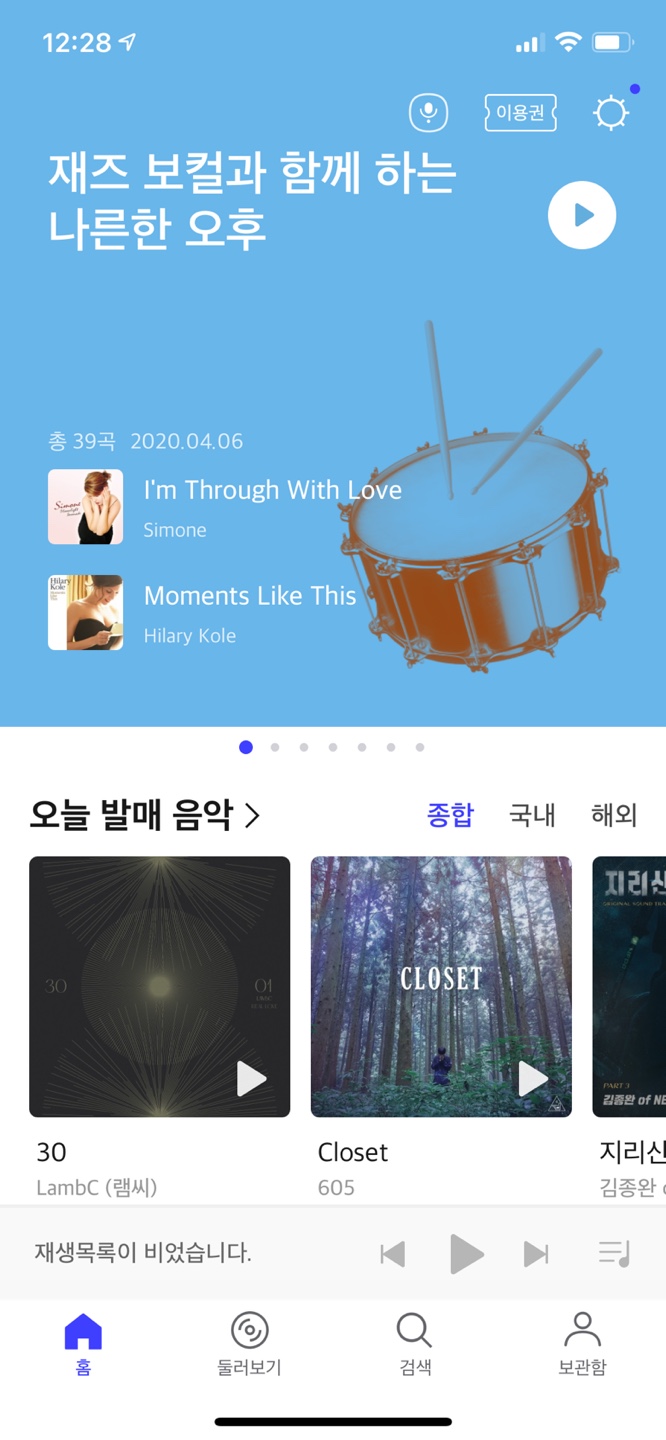 12:28
이용권
재즈 보컬과 함께 하는
나른한 오후
총 39곡 2020.04.06
Simone
I'm Through With Love
Simone
Hilary
Kole
Moments Like This
Hilary Kole
오늘 발매 음악
종합 국내 해외
30 01
CLOSET
지리산
ORIGINAL SOUND
PART 3
김종완 of NE
30
LambC (램씨)
Closet
605
지리산
김종완
재생목록이 비었습니다.
홈 둘러보기 검색 보관함